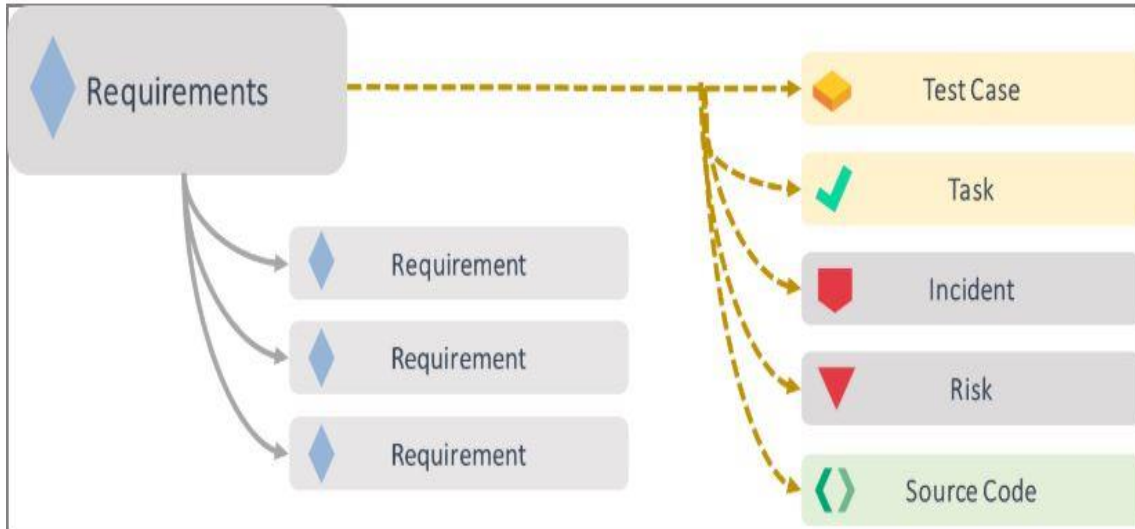 Requirements
Test Case
Task
Requirement
Incident
Requirement
Risk
Requirement
Source Code